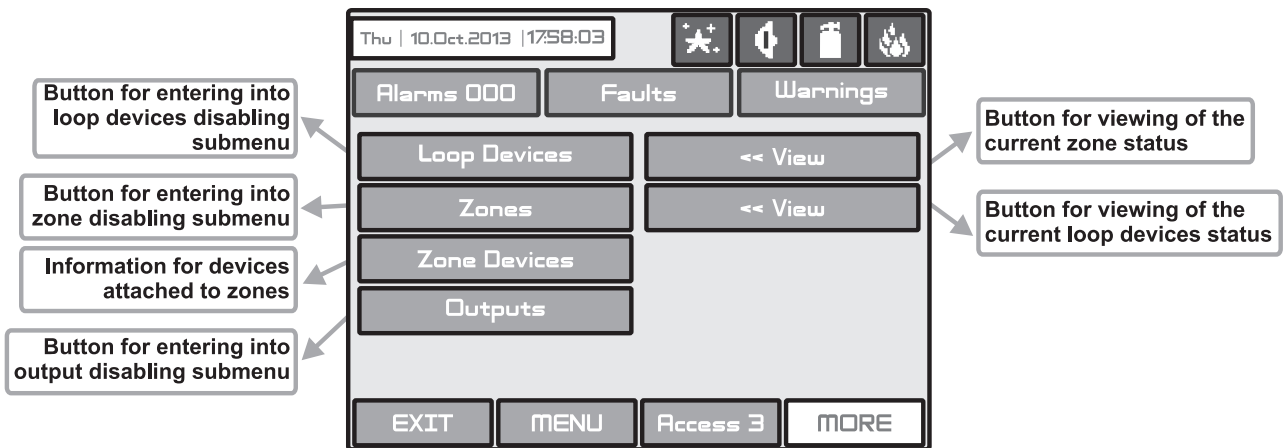 Thu | 10.Oct.2013 |17:58:03
Alarms 000
Faults
Warnings
Button for entering into
loop devices disabling
submenu
Button for entering into
zone disabling submenu
Information for devices
attached to zones
Button for entering into
output disabling submenu
Loop Devices
<< View
Zones
<< View
Zone Devices
Outputs
Button for viewing of the
current zone status
Button for viewing of the
current loop devices status
EXIT
MENU
Access 3
MORE